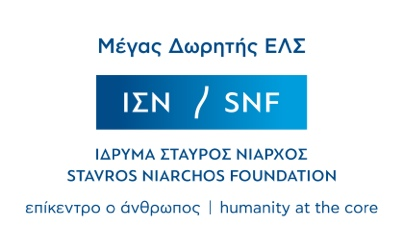 Μέγας Δωρητής ΕΛΣ
ΙΣΝ / SNF
ΙΔΡΥΜΑ ΣΤΑΥΡΟΣ ΝΙΑΡΧΟΣ
STAVROS NIARCHOS FOUNDATION
επίκεντρο ο άνθρωπος | humanity at the core